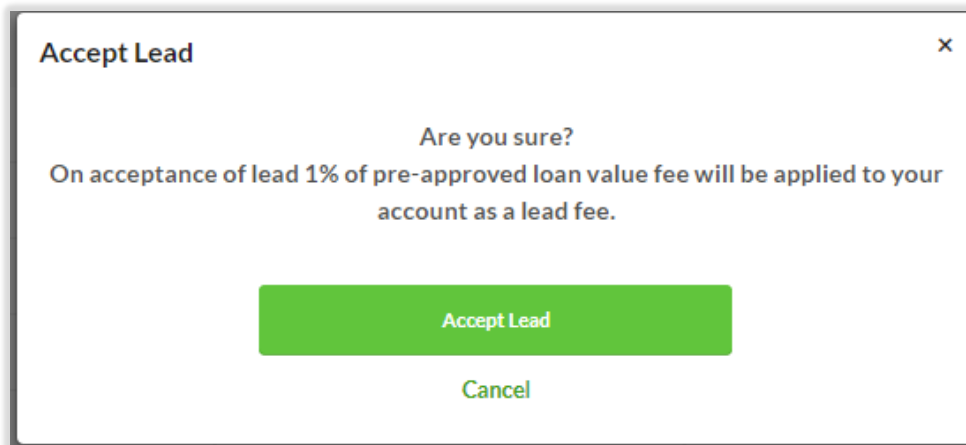 Accept Lead ×
Are you sure?
On acceptance of lead 1% of pre-approved loan value fee will be applied to your
account as a lead fee.
Accept Lead
Cancel